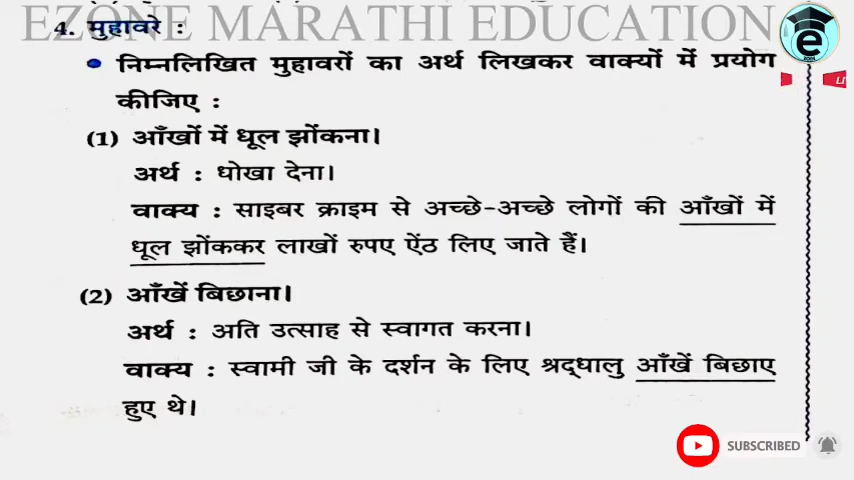 EZONE MARATHI EDUCATION
4. मुहावरे :
निम्नलिखित मुहावरों का अर्थ लिखकर वाक्यों में प्रयोग
कीजिए :
(1) आँखों में धूल झोंकना।
अर्थ : धोखा देना।
वाक्य : साइबर क्राइम से अच्छे-अच्छे लोगों की आँखों में
धूल झोंककर लाखों रुपए ऐंठ लिए जाते हैं।
(2) आँखें बिछाना।
अर्थ : अति उत्साह से स्वागत करना।
वाक्य : स्वामी जी के दर्शन के लिए श्रद्धालु आँखें बिछाए
हुए थे।
e
LI
SUBSCRIBED